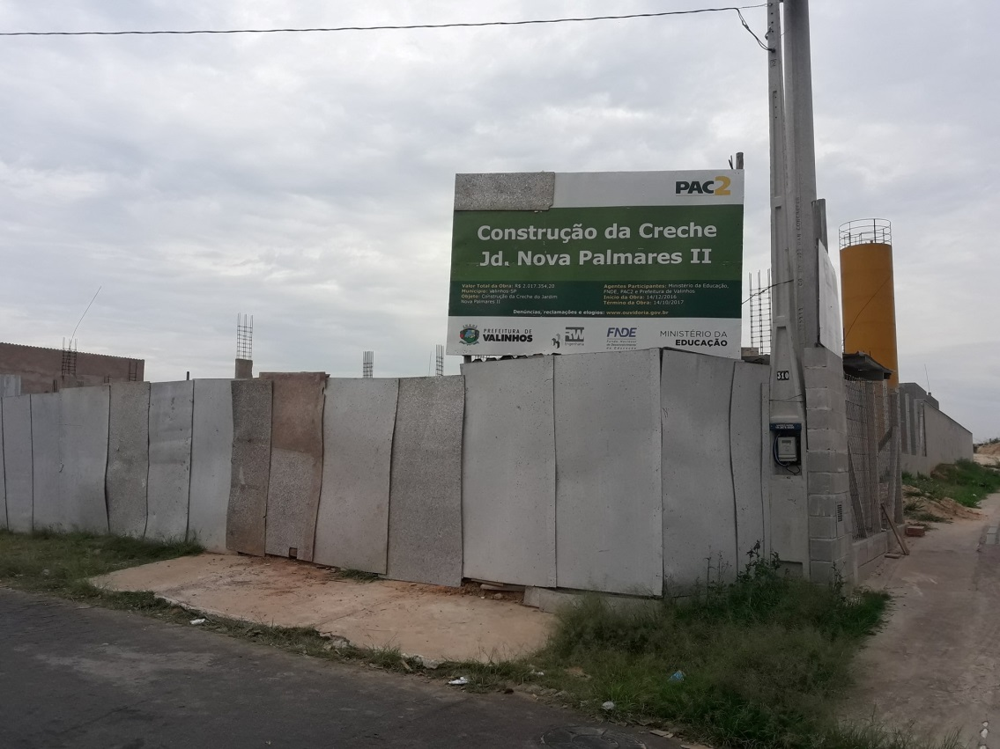 PAC2
Construção da Creche
Jd. Nova Palmares II
Valor Total da Obra: R$ 2.017.354,20
Município: Valinhos-SP
Objeto: Construção da Creche do Jardim
Nova Palmares II
Agentes Participantes: Ministério da Educação,
FNDE, PAC2 e Prefeitura de Valinhos
Início da Obra: 14/12/2016
Término da Obra: 14/10/2017
Denúncias, reclamações e elogios: www.ouvidoria.gov.br
PREFEITURA DE
VALINHOS
RW
Engenharia
FNDE
Fundo Nacional
de Desenvolvimento
da Educação
MINISTÉRIO DA
EDUCAÇÃO
310